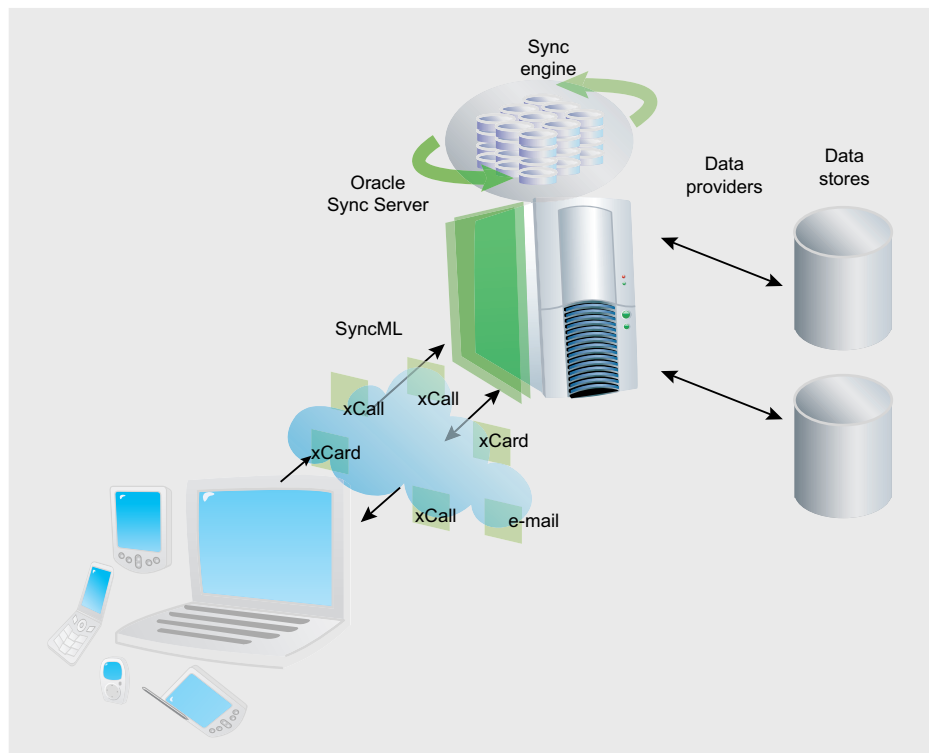 Sync
engine
Oracle
Sync Server
Data
providers
Data
stores
SyncML
xCall
xCall
xCard
xCard
xCall
e-mail